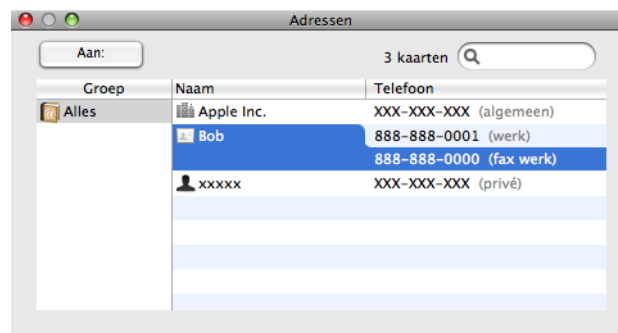 Adressen
Aan: 3 kaarten
Groep Naam Telefoon
Alles Apple Inc. XXX-XXX-XXX (algemeen)
Bob 888-888-0001 (werk)
888-888-0000 (fax werk)
xxxxx XXX-XXX-XXX (privé)